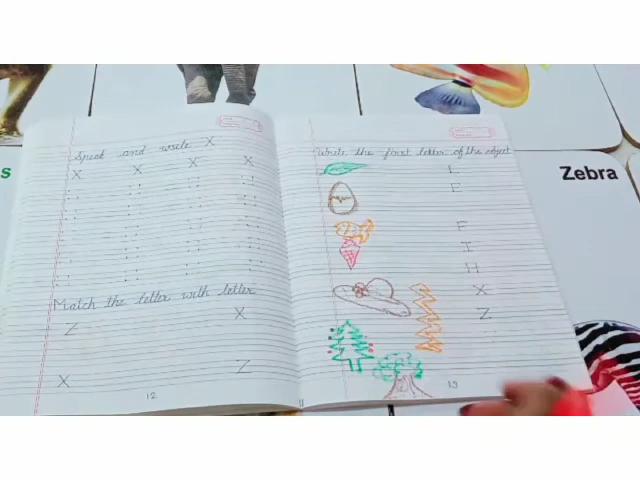 s
Zebra
Speak and write X
X X X X
Match the letter with letter
Z X
X Z
12
Write the first letter of the object
L
E
F
I
H
X
Z
13